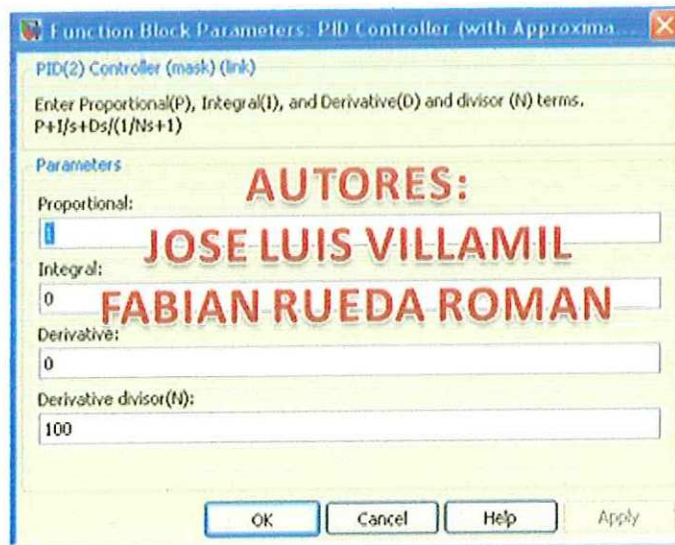 Function Block Parameters: PID Controller (with Approxima...
PID(2) Controller (mask) (link)
Enter Proportional(P), Integral(I), and Derivative(D) and divisor (N) terms.
P+I/s+Ds/(1/Ns+1)
Parameters
AUTORES:
Proportional:
1
JOSE LUIS VILLAMIL
Integral:
0
FABIAN RUEDA ROMAN
Derivative:
0
Derivative divisor(N):
100
OK Cancel Help Apply